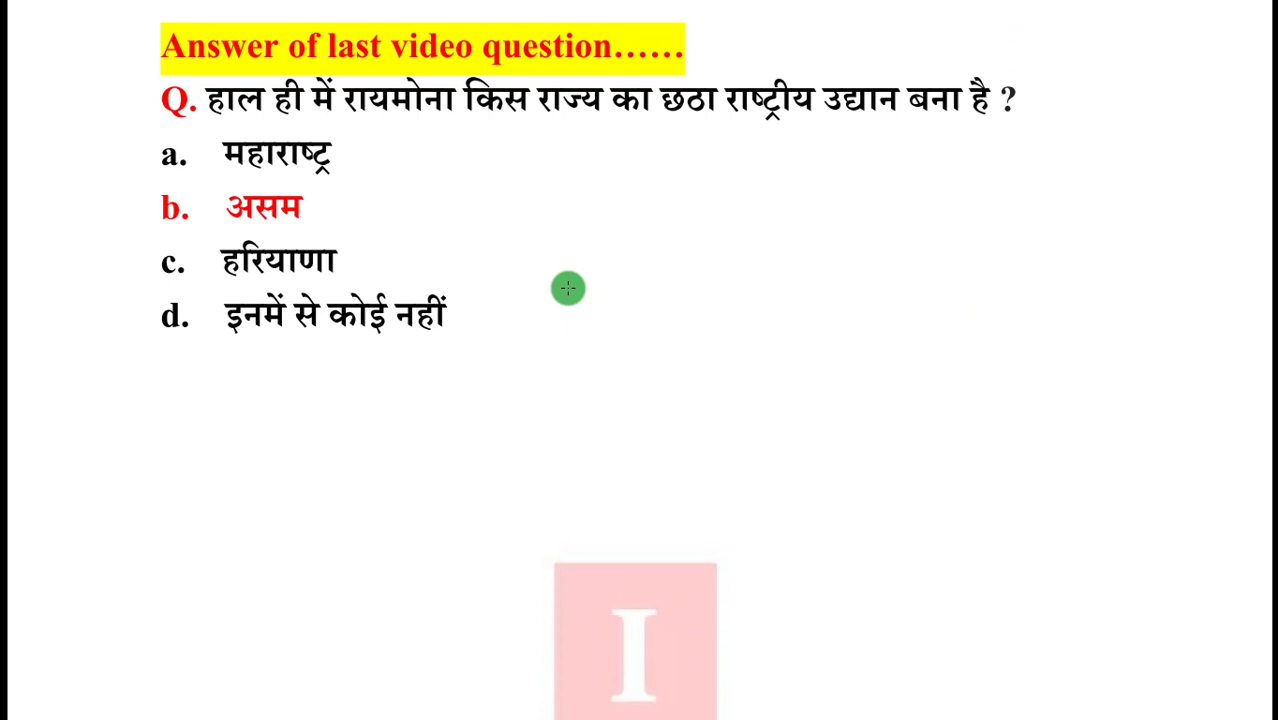 Answer of last video question......
Q. हाल ही में रायमोना किस राज्य का छठा राष्ट्रीय उद्यान बना है ?
a. महाराष्ट्र
b. असम
c. हरियाणा
d. इनमें से कोई नहीं
I